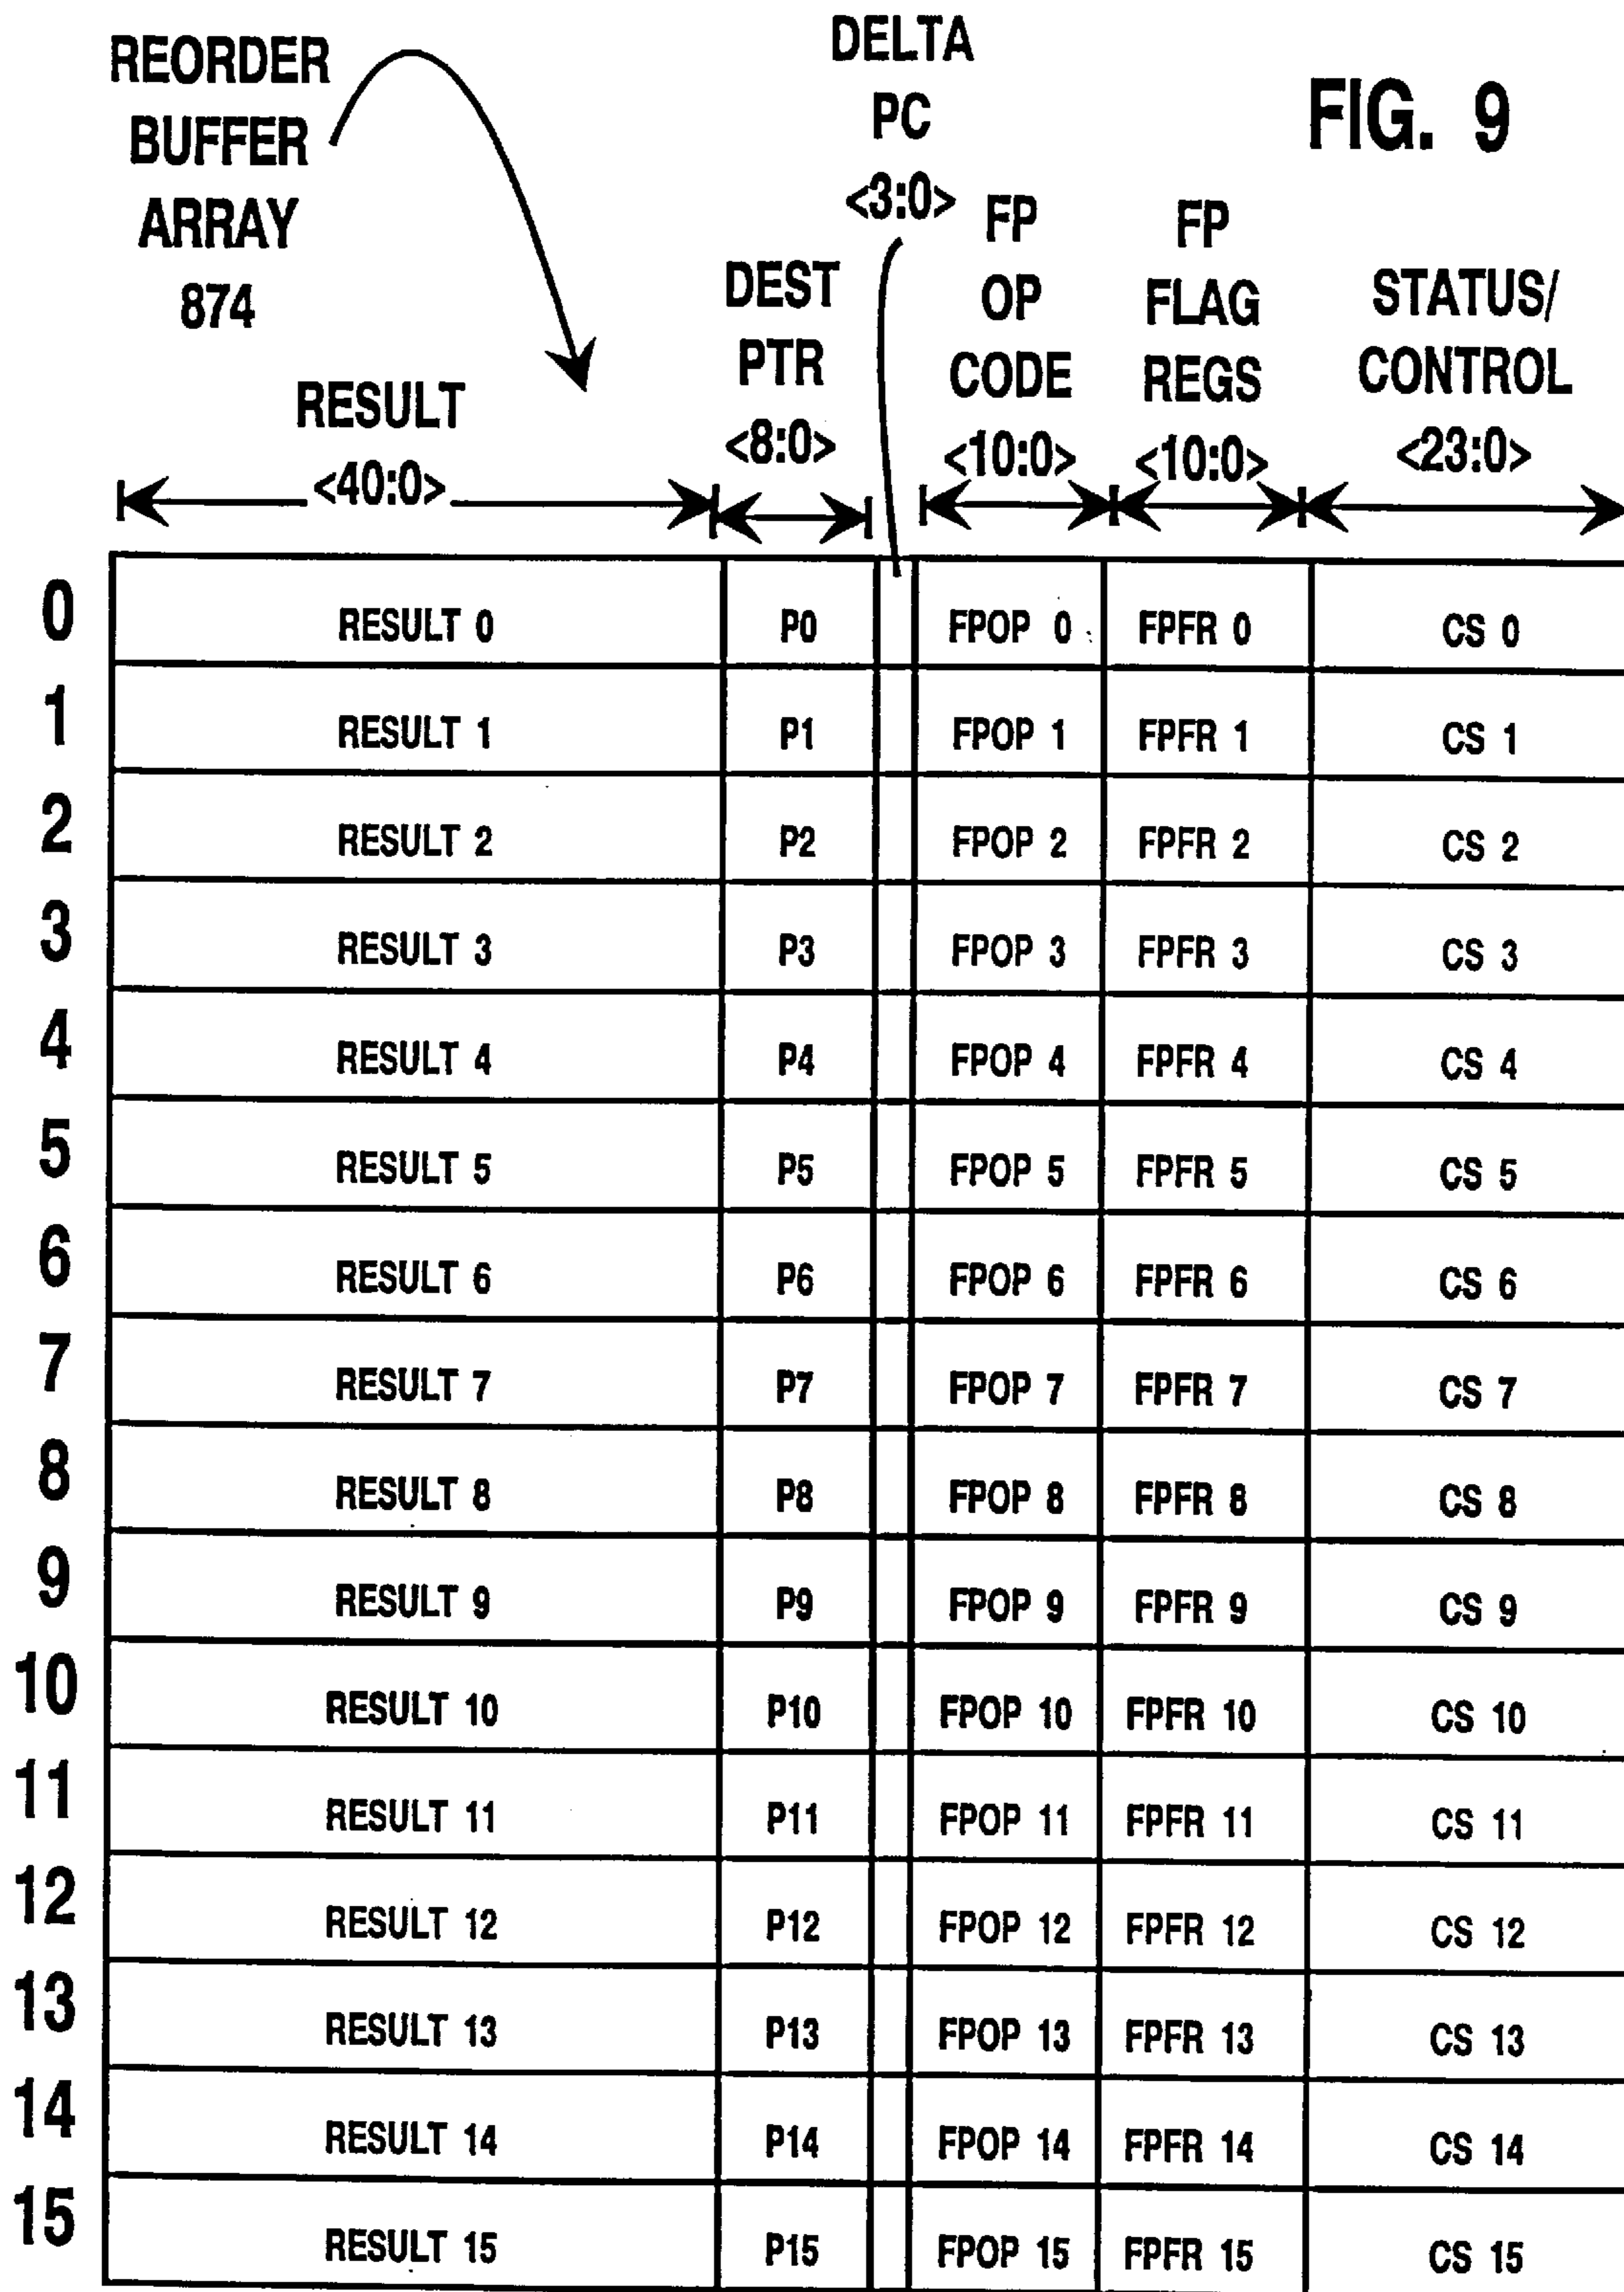 FIG. 9
REORDER
BUFFER
ARRAY
874
RESULT
<40:0>
DEST
PTR
<8:0>
DELTA
PC
<3:0>
FP
OP
CODE
<10:0>
FP
FLAG
REGS
<10:0>
STATUS/
CONTROL
<23:0>
0 RESULT 0 P0 FPOP 0 FPFR 0 CS 0
1 RESULT 1 P1 FPOP 1 FPFR 1 CS 1
2 RESULT 2 P2 FPOP 2 FPFR 2 CS 2
3 RESULT 3 P3 FPOP 3 FPFR 3 CS 3
4 RESULT 4 P4 FPOP 4 FPFR 4 CS 4
5 RESULT 5 P5 FPOP 5 FPFR 5 CS 5
6 RESULT 6 P6 FPOP 6 FPFR 6 CS 6
7 RESULT 7 P7 FPOP 7 FPFR 7 CS 7
8 RESULT 8 P8 FPOP 8 FPFR 8 CS 8
9 RESULT 9 P9 FPOP 9 FPFR 9 CS 9
10 RESULT 10 P10 FPOP 10 FPFR 10 CS 10
11 RESULT 11 P11 FPOP 11 FPFR 11 CS 11
12 RESULT 12 P12 FPOP 12 FPFR 12 CS 12
13 RESULT 13 P13 FPOP 13 FPFR 13 CS 13
14 RESULT 14 P14 FPOP 14 FPFR 14 CS 14
15 RESULT 15 P15 FPOP 15 FPFR 15 CS 15